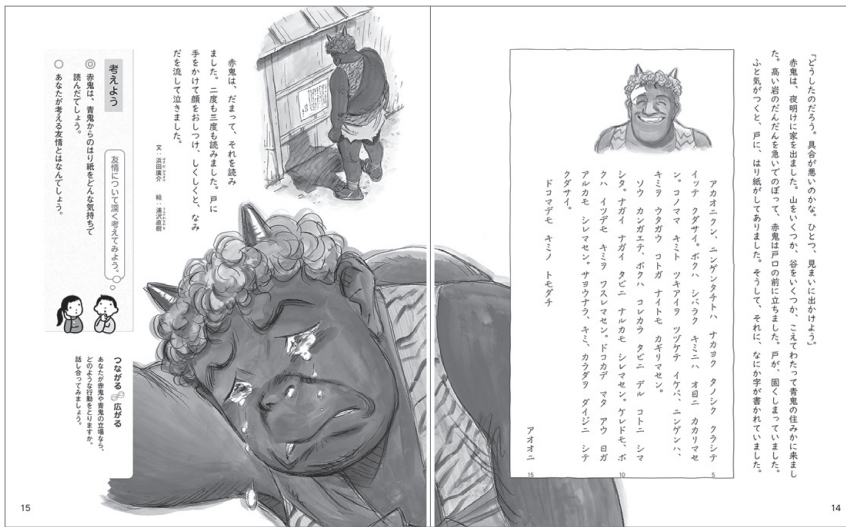 「どうしたのだろう。具合が悪いのかな。ひとつ、見まいに出かけよう。」
赤鬼は、夜明けに家を出ました。山をいくつか、谷をいくつか、こえてわたって青鬼の住みかに来まし
た。高い岩のだんだんを急いでのぼって、赤鬼は戸口の前に立ちました。戸が、固くしまっていました。
ふと気がつくと、戸に、はり紙がしてありました。そうして、それに、なにか字が書かれていました。
アカオニクン、ニンゲンタチトハ ナカヨク タノシク クラシテ
イッテ クダサイ。ボクハ シバラク キミニハ オ目ニ カカリマセ
ン。コノママ キミト ツキアイヲ ツヅケテ イケバ、ニンゲンハ、
キミヲ ウタガウ コトガ ナイトモ カギリマセン。
ソウ カンガエテ、ボクハ コレカラ タビニ デル コトニ シマ
シタ。ナガイ ナガイ タビニ ナルカモ シレマセン。ケレドモ、ボ
クハ イツデモ キミヲ ワスレマセン。ドコカデ マタ アウ 日ガ
アルカモ シレマセン。サヨウナラ、キミ、カラダヲ ダイジニ シテ
クダサイ。
ドコマデモ キミノ トモダチ
アオオニ
5
10
15
14
赤鬼は、だまって、それを読み
ました。二度も三度も読みました。戸に
手をかけて顔をおしつけ、しくしくと、なみ
だを流して泣きました。
文・浜田廣介 絵・浦沢直樹
考えよう
友情について深く考えてみよう。
◎赤鬼は、青鬼からのはり紙をどんな気持ちで
読んだでしょう。
○あなたが考える友情とはなんでしょう。
つながる 広がる
あなたが赤鬼や青鬼の立場なら、
どのような行動をとりますか。
話し合ってみましょう。
15